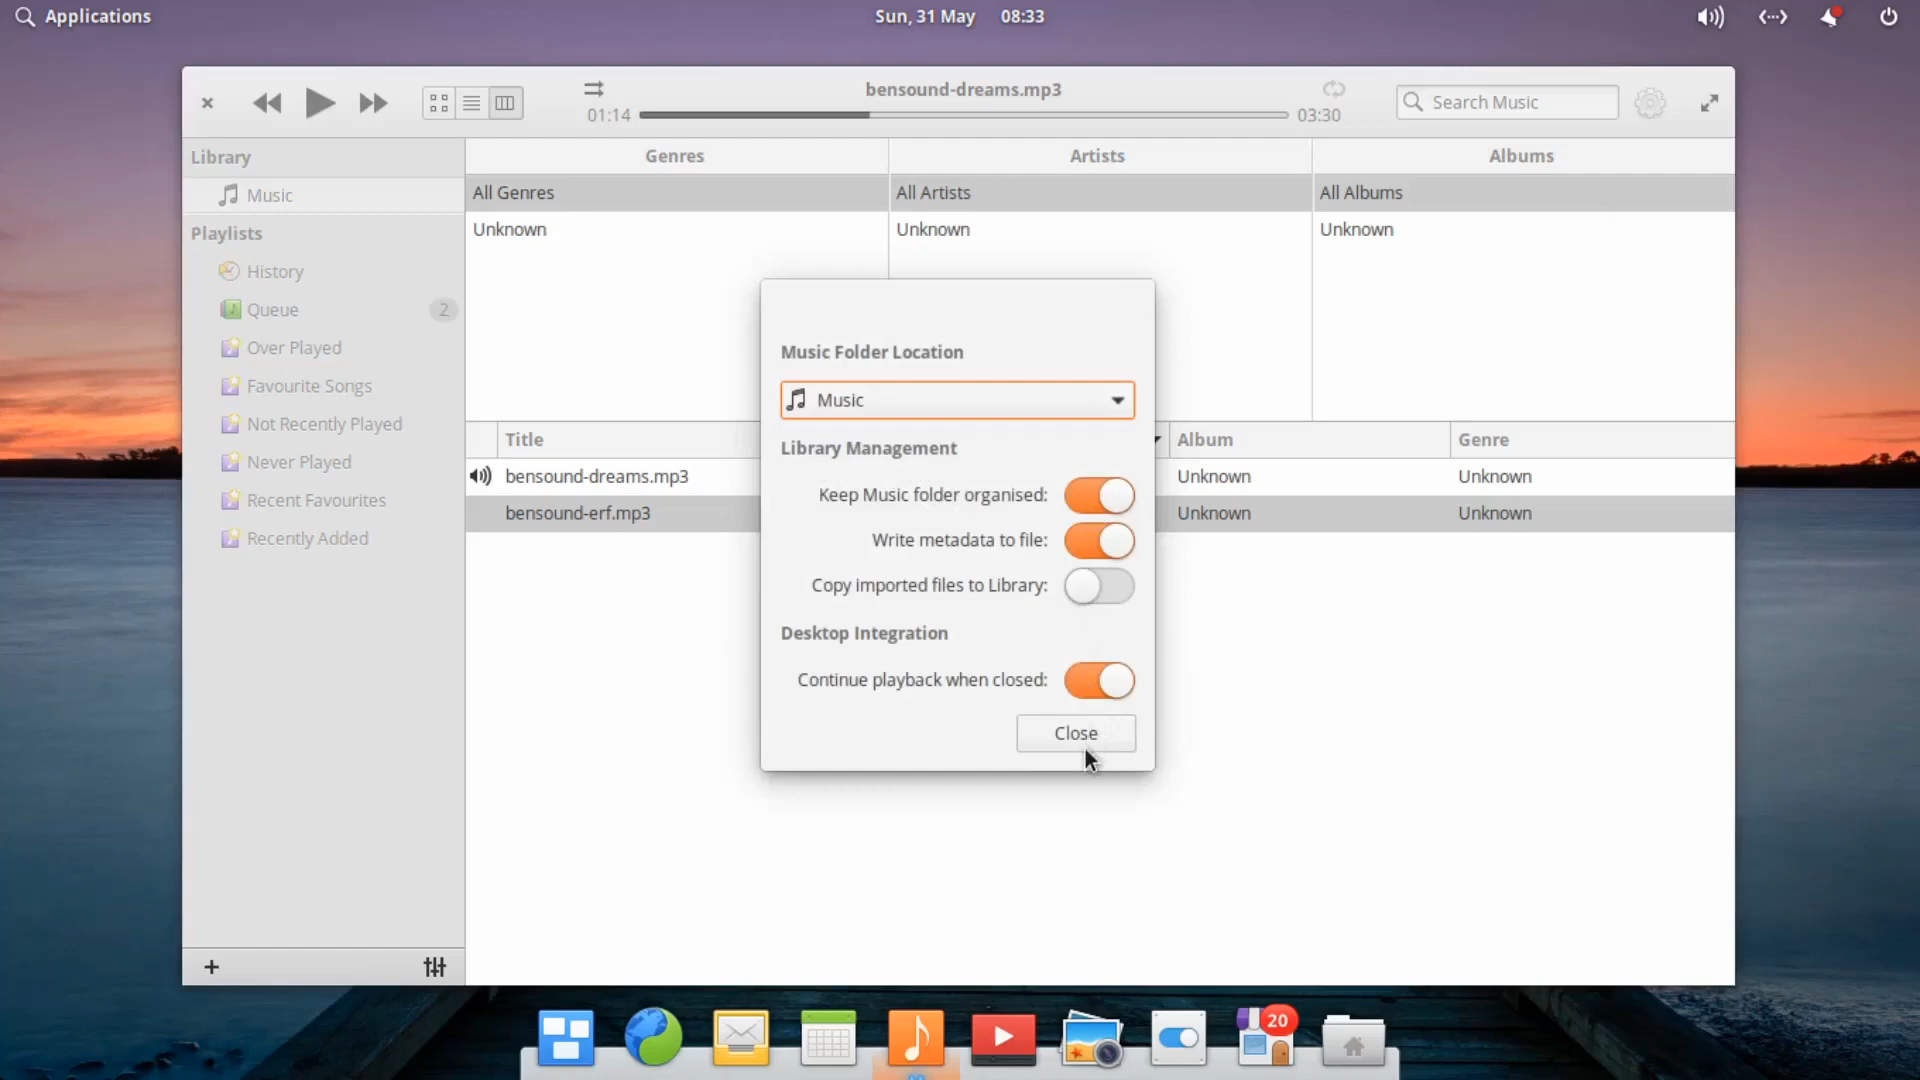 Applications
Sun, 31 May 08:33
bensound-dreams.mp3
01:14
03:30
Search Music
Library
Music
Playlists
History
Queue 2
Over Played
Favourite Songs
Not Recently Played
Never Played
Recent Favourites
Recently Added
Genres Artists Albums
All Genres All Artists All Albums
Unknown Unknown Unknown
Title Album Genre
bensound-dreams.mp3 Unknown Unknown
bensound-erf.mp3 Unknown Unknown
Music Folder Location
Music
Library Management
Keep Music folder organised:
Write metadata to file:
Copy imported files to Library:
Desktop Integration
Continue playback when closed:
Close
20